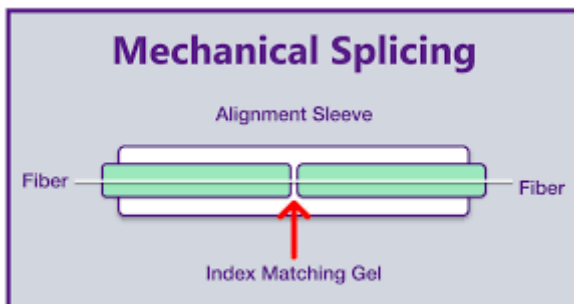 Mechanical Splicing
Alignment Sleeve
Fiber
Fiber
Index Matching Gel